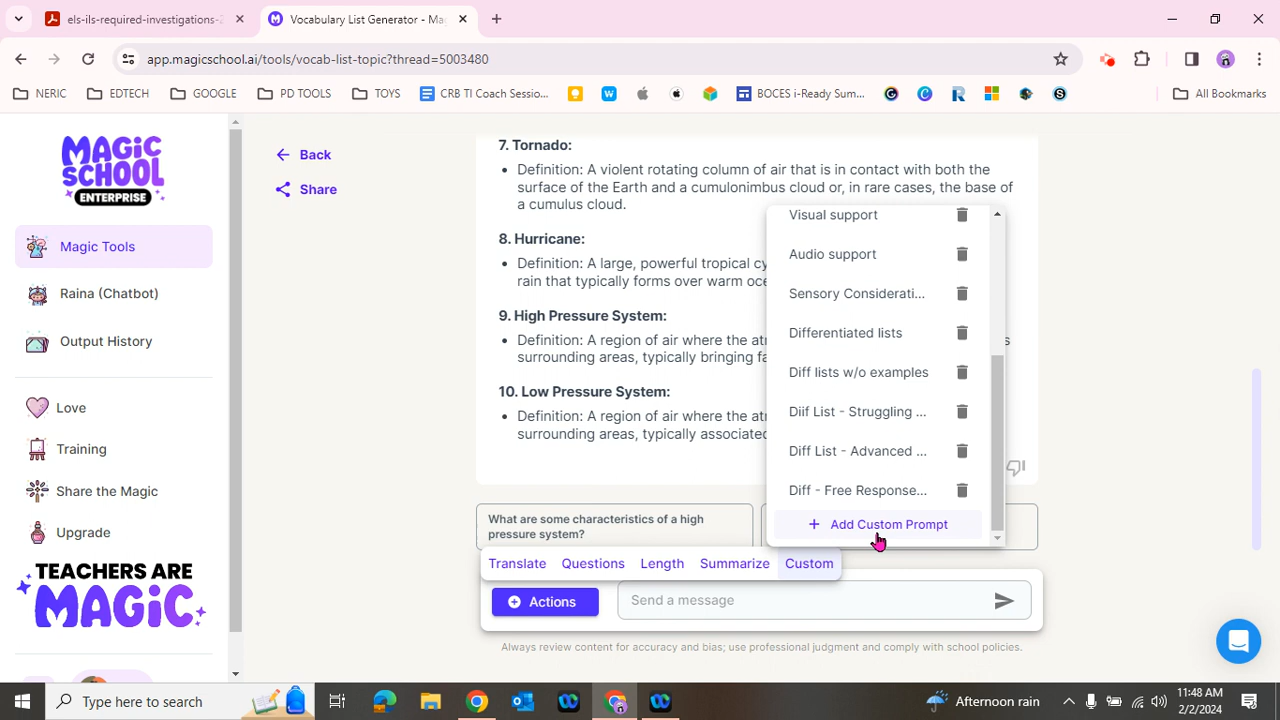 els-ils-required-investigations-2
Vocabulary List Generator - Ma
app.magicschool.ai/tools/vocab-list-topic?thread=5003480
NERIC
EDTECH
GOOGLE
PD TOOLS
TOYS
CRB TI Coach Sessio...
BOCES i-Ready Sum...
All Bookmarks
MAGIC
SCHOOL
ENTERPRISE
Magic Tools
Raina (Chatbot)
Output History
Love
Training
Share the Magic
Upgrade
TEACHERS ARE
MAGIC
Back
Share
7. Tornado:
• Definition: A violent rotating column of air that is in contact with both the
surface of the Earth and a cumulonimbus cloud or, in rare cases, the base of
a cumulus cloud.
8. Hurricane:
• Definition: A large, powerful tropical cy
rain that typically forms over warm oce
9. High Pressure System:
• Definition: A region of air where the at
surrounding areas, typically bringing fa
10. Low Pressure System:
• Definition: A region of air where the at
surrounding areas, typically associated
Visual support
Audio support
Sensory Considerati...
Differentiated lists
Diff lists w/o examples
Diif List - Struggling ...
Diff List - Advanced ...
Diff - Free Response...
+ Add Custom Prompt
What are some characteristics of a high
pressure system?
Translate Questions Length Summarize Custom
Actions
Send a message
Always review content for accuracy and bias; use professional judgment and comply with school policies.
Type here to search
Afternoon rain
11:48 AM
2/2/2024